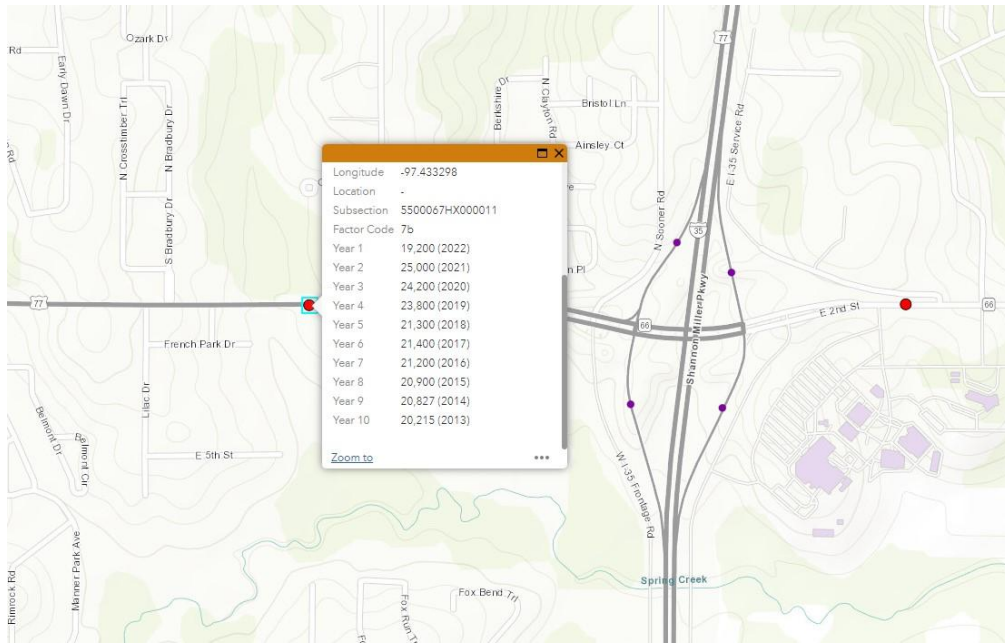 Ozark Dr
Rd
Early Dawn Dr
N Crosstimber Trl
N Bradbury Dr
S Bradbury Dr
77
French Park Dr
Lilac Dr
Belmont Dr
Belmont Cir
E 5th St
Manner Park Ave
Rimrock Rd
Longitude -97.433298
Location -
Subsection 5500067HX000011
Factor Code 7b
Year 1 19,200 (2022)
Year 2 25,000 (2021)
Year 3 24,200 (2020)
Year 4 23,800 (2019)
Year 5 21,300 (2018)
Year 6 21,400 (2017)
Year 7 21,200 (2016)
Year 8 20,900 (2015)
Year 9 20,827 (2014)
Year 10 20,215 (2013)
Zoom to
Berkshire Dr
N Clayton Rd
Bristol Ln
Ainsley Ct
77
E I-35 Service Rd
N Sooner Rd
35
Shannon Miller Pkwy
66
E 2nd St
66
W I-35 Frontage Rd
Spring Creek
Fox Bend Trl
Fox Run Tr